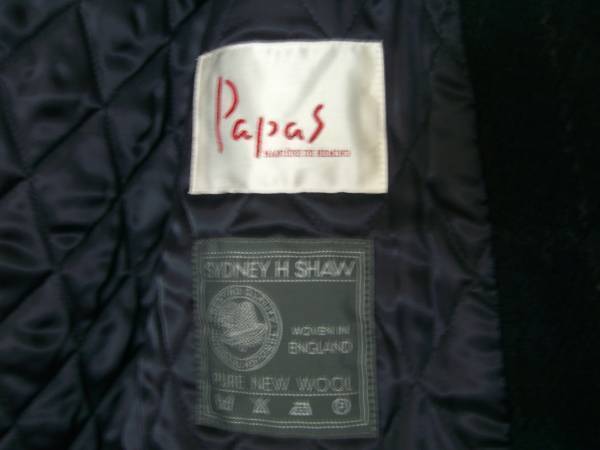 Papas
SYDNEY H SHAW
WOVEN IN
ENGLAND
PURE NEW WOOL